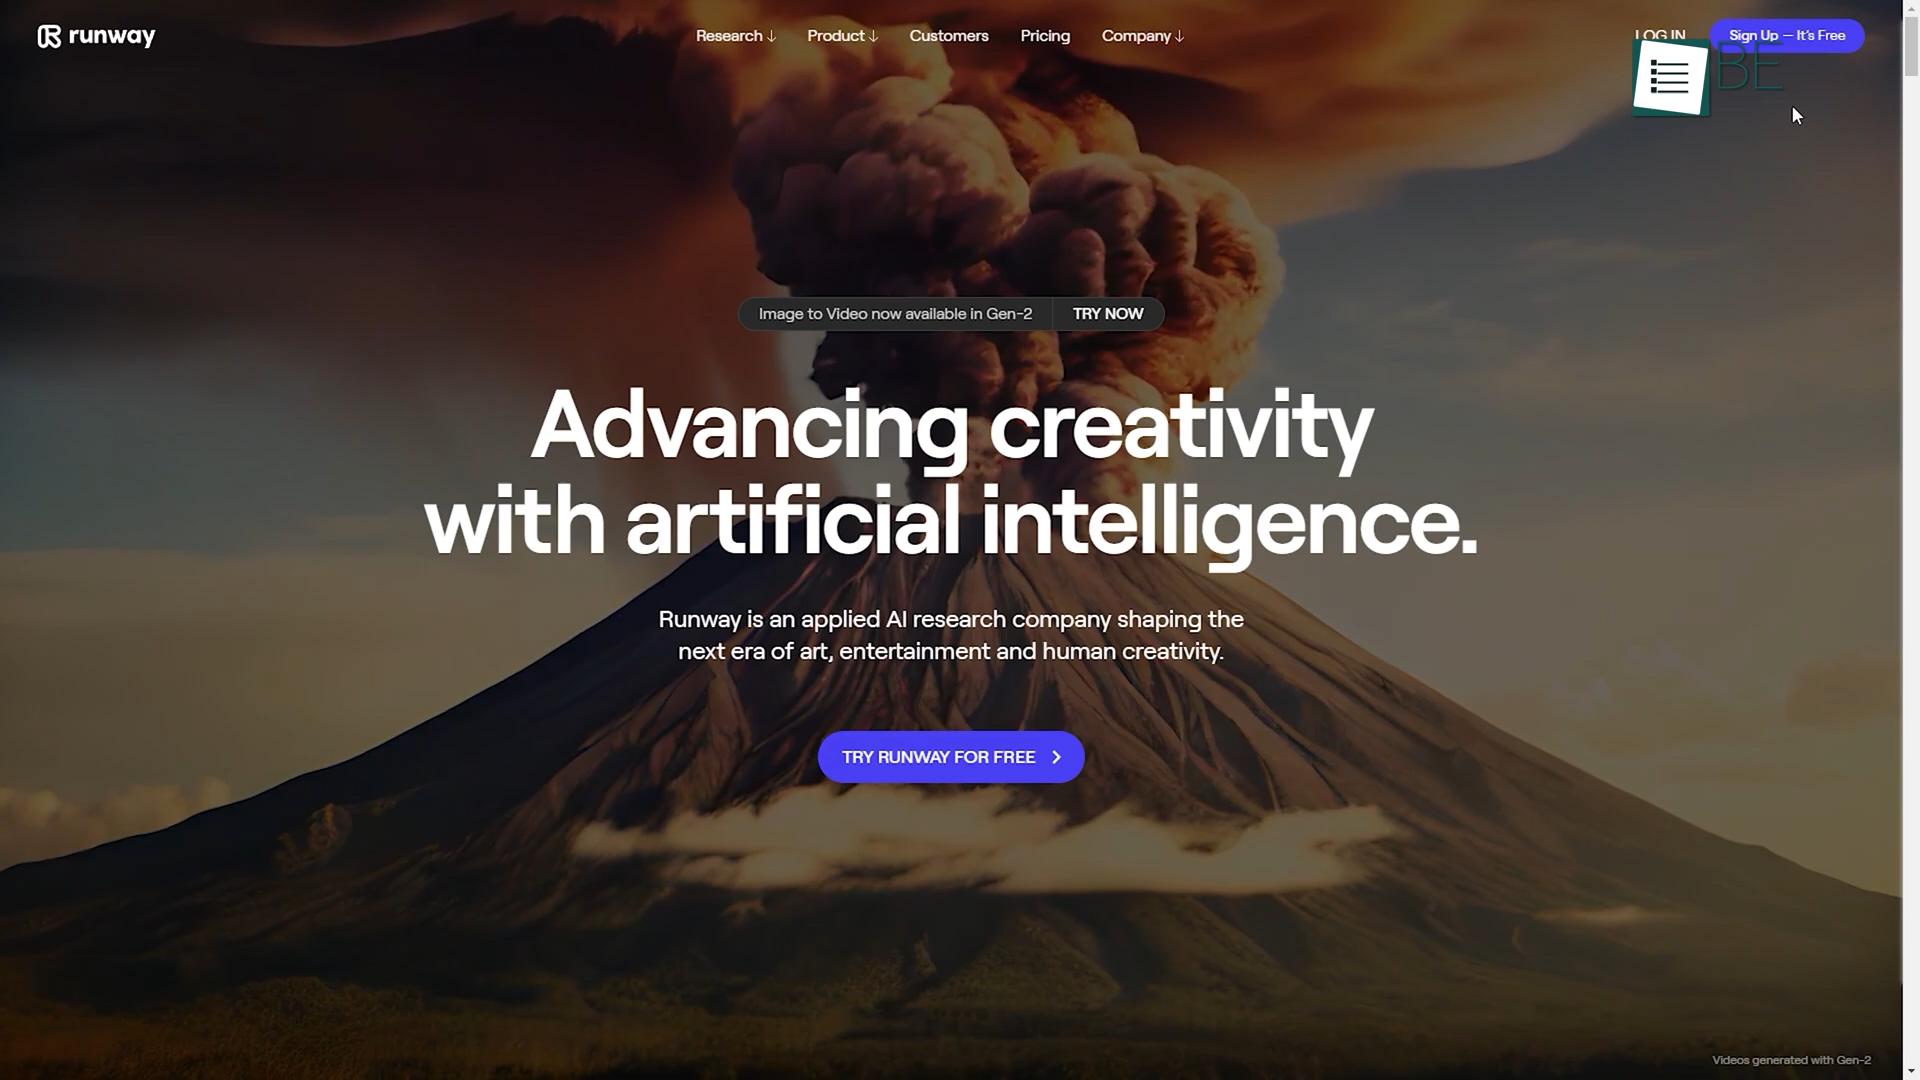 runway
Research ↓
Product ↓
Customers
Pricing
Company ↓
LOG IN
Sign Up — It's Free
BE
Image to Video now available in Gen-2
TRY NOW
Advancing creativity
with artificial intelligence.
Runway is an applied AI research company shaping the
next era of art, entertainment and human creativity.
TRY RUNWAY FOR FREE
Videos generated with Gen-2